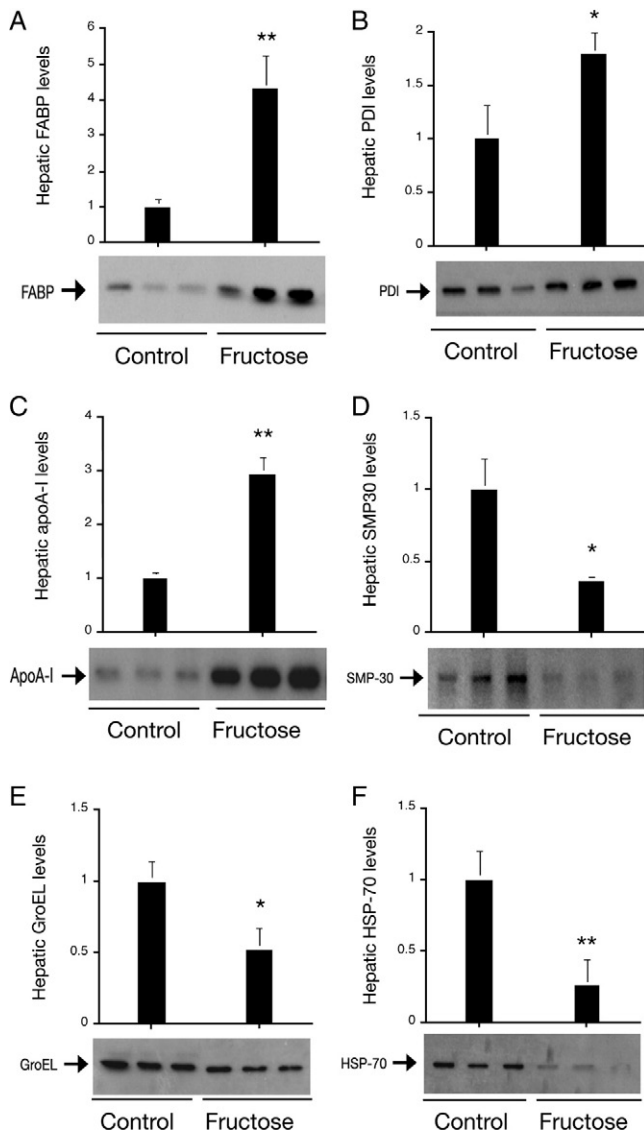 A
Hepatic FABP levels
6
5
4
3
2
1
0
**
FABP
Control Fructose
B
Hepatic PDI levels
2
1.5
1
0.5
0
*
PDI
Control Fructose
C
Hepatic apoA-I levels
4
3
2
1
0
**
ApoA-I
Control Fructose
D
Hepatic SMP30 levels
1.5
1
0.5
0
*
SMP-30
Control Fructose
E
Hepatic GroEL levels
1.5
1
0.5
0
*
GroEL
Control Fructose
F
Hepatic HSP-70 levels
1.5
1
0.5
0
**
HSP-70
Control Fructose